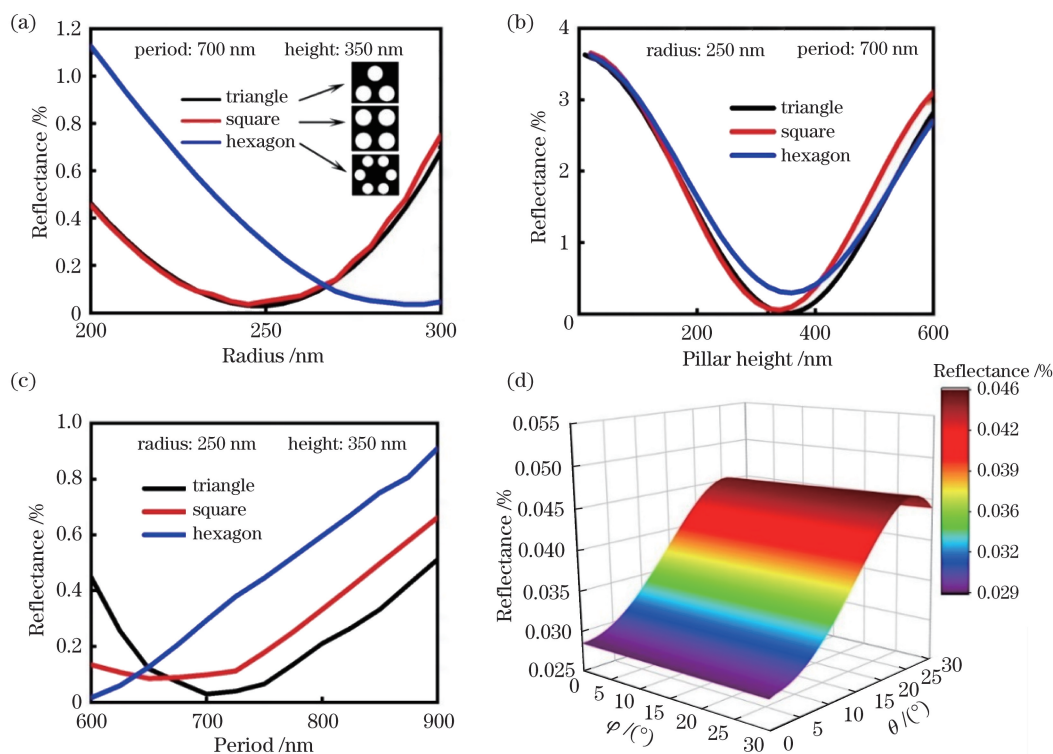 (a)
1.2
1.0
0.8
0.6
0.4
0.2
0
Reflectance /%
period: 700 nm height: 350 nm
triangle
square
hexagon
200 250 300
Radius /nm
(b)
4
3
2
1
0
Reflectance /%
radius: 250 nm period: 700 nm
triangle
square
hexagon
200 400 600
Pillar height /nm
(c)
1.0
0.8
0.6
0.4
0.2
0
Reflectance /%
radius: 250 nm height: 350 nm
triangle
square
hexagon
600 700 800 900
Period /nm
(d)
Reflectance /%
0.046
0.042
0.039
0.036
0.032
0.029
0.055
0.050
0.045
0.040
0.035
0.030
0.025
Reflectance /%
0 5 10 15 20 25 30
φ /(°)
0 5 10 15 20 25 30
θ /(°)